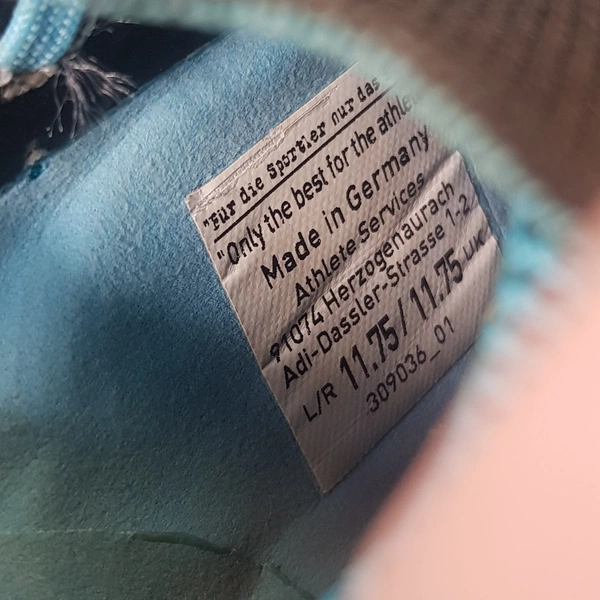 "Für die Sportler nur das
"Only the best for the athle
Made in Germany
Athlete Services
91074 Herzogenaurach
Adi-Dassler-Strasse 1-2
L/R 11.75 / 11.75 UK
309036_01